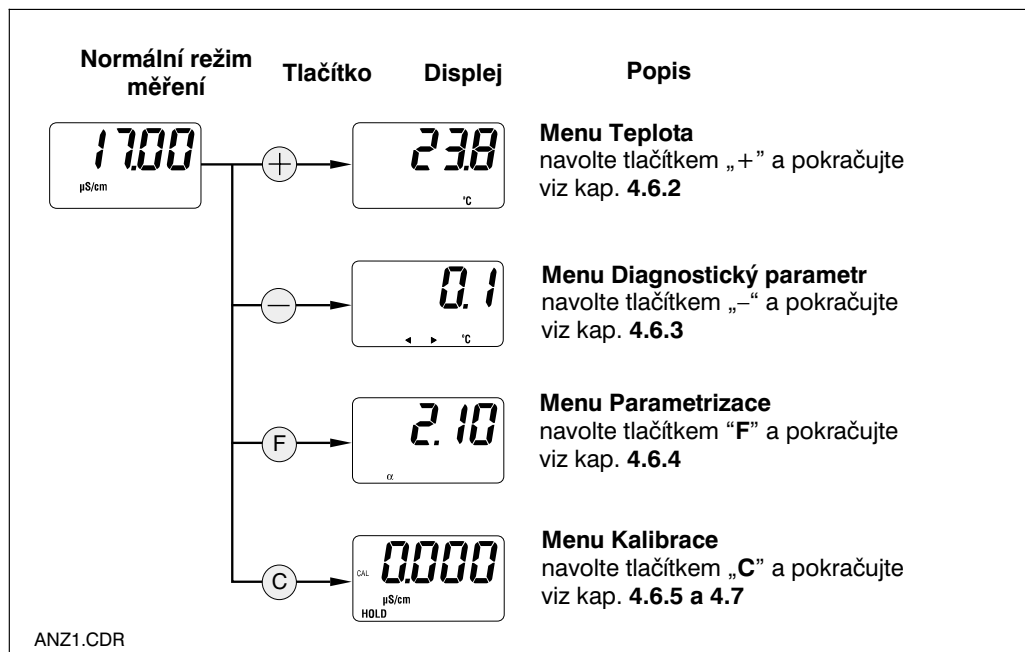 Normální režim
měření
Tlačítko
Displej
Popis
17.00
µS/cm
+
23.8
°C
Menu Teplota
navolte tlačítkem „+” a pokračujte
viz kap. 4.6.2
−
0.1
◄ ► °C
Menu Diagnostický parametr
navolte tlačítkem „–“ a pokračujte
viz kap. 4.6.3
F
2.10
α
Menu Parametrizace
navolte tlačítkem “F” a pokračujte
viz kap. 4.6.4
C
CAL 0.000
µS/cm
HOLD
Menu Kalibrace
navolte tlačítkem „C” a pokračujte
viz kap. 4.6.5 a 4.7
ANZ1.CDR